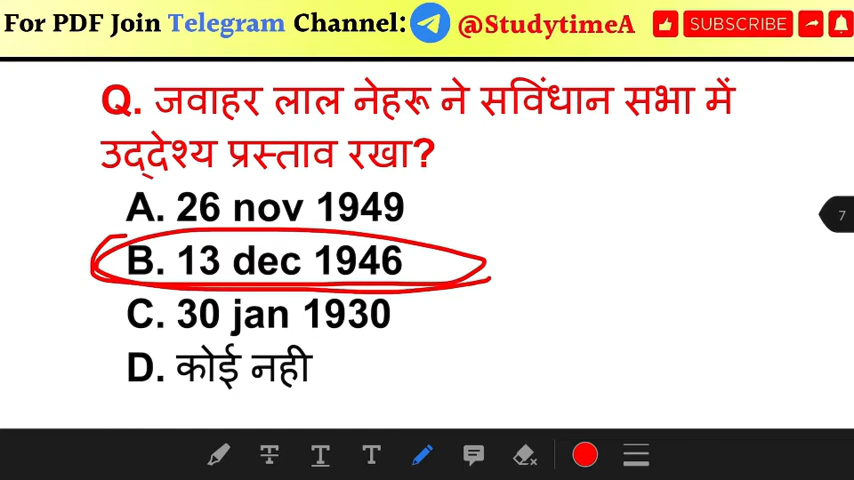 For PDF Join Telegram Channel: @StudytimeA SUBSCRIBE
Q. जवाहर लाल नेहरू ने सविंधान सभा में
उद्देश्य प्रस्ताव रखा?
A. 26 nov 1949
B. 13 dec 1946
C. 30 jan 1930
D. कोई नही
7